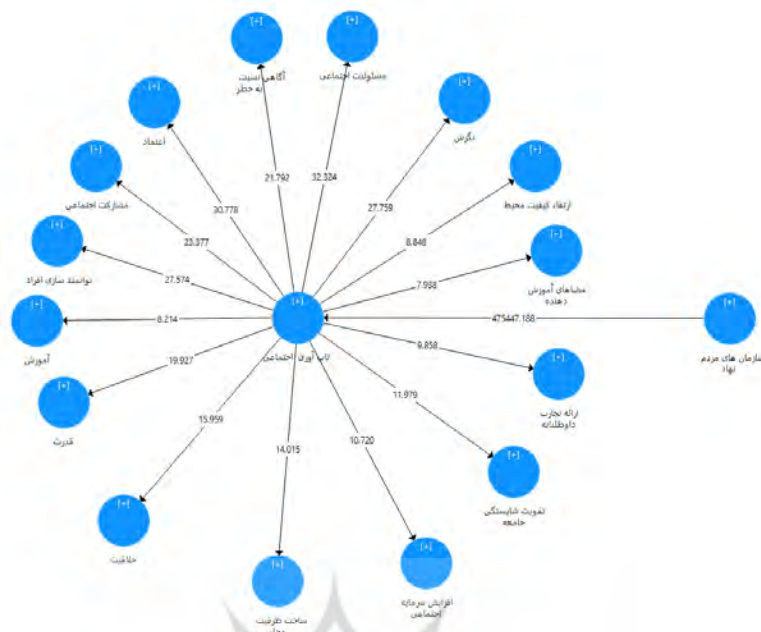 [+]
[+]
آگاهی نسبت
به خطر
مسئولیت اجتماعی
[+]
نگرش
[+]
اعتماد
[+]
مشارکت اجتماعی
[+]
ارتقاء کیفیت محیط
[+]
توانمند سازی افراد
[+]
فضاهای آموزش
دهنده
[+]
آموزش
[+]
تاب آوری اجتماعی
[+]
سازمان های مردم
نهاد
[+]
قدرت
[+]
ارائه تجارب
داوطلبانه
[+]
خلاقیت
[+]
تقویت شایستگی
جامعه
[+]
ساخت ظرفیت
[+]
افزایش سرمایه
اجتماعی
21.792
32.324
30.778
27.759
23.377
8.846
27.574
7.998
8.214
475447.188
19.927
9.858
15.959
11.979
14.015
10.720